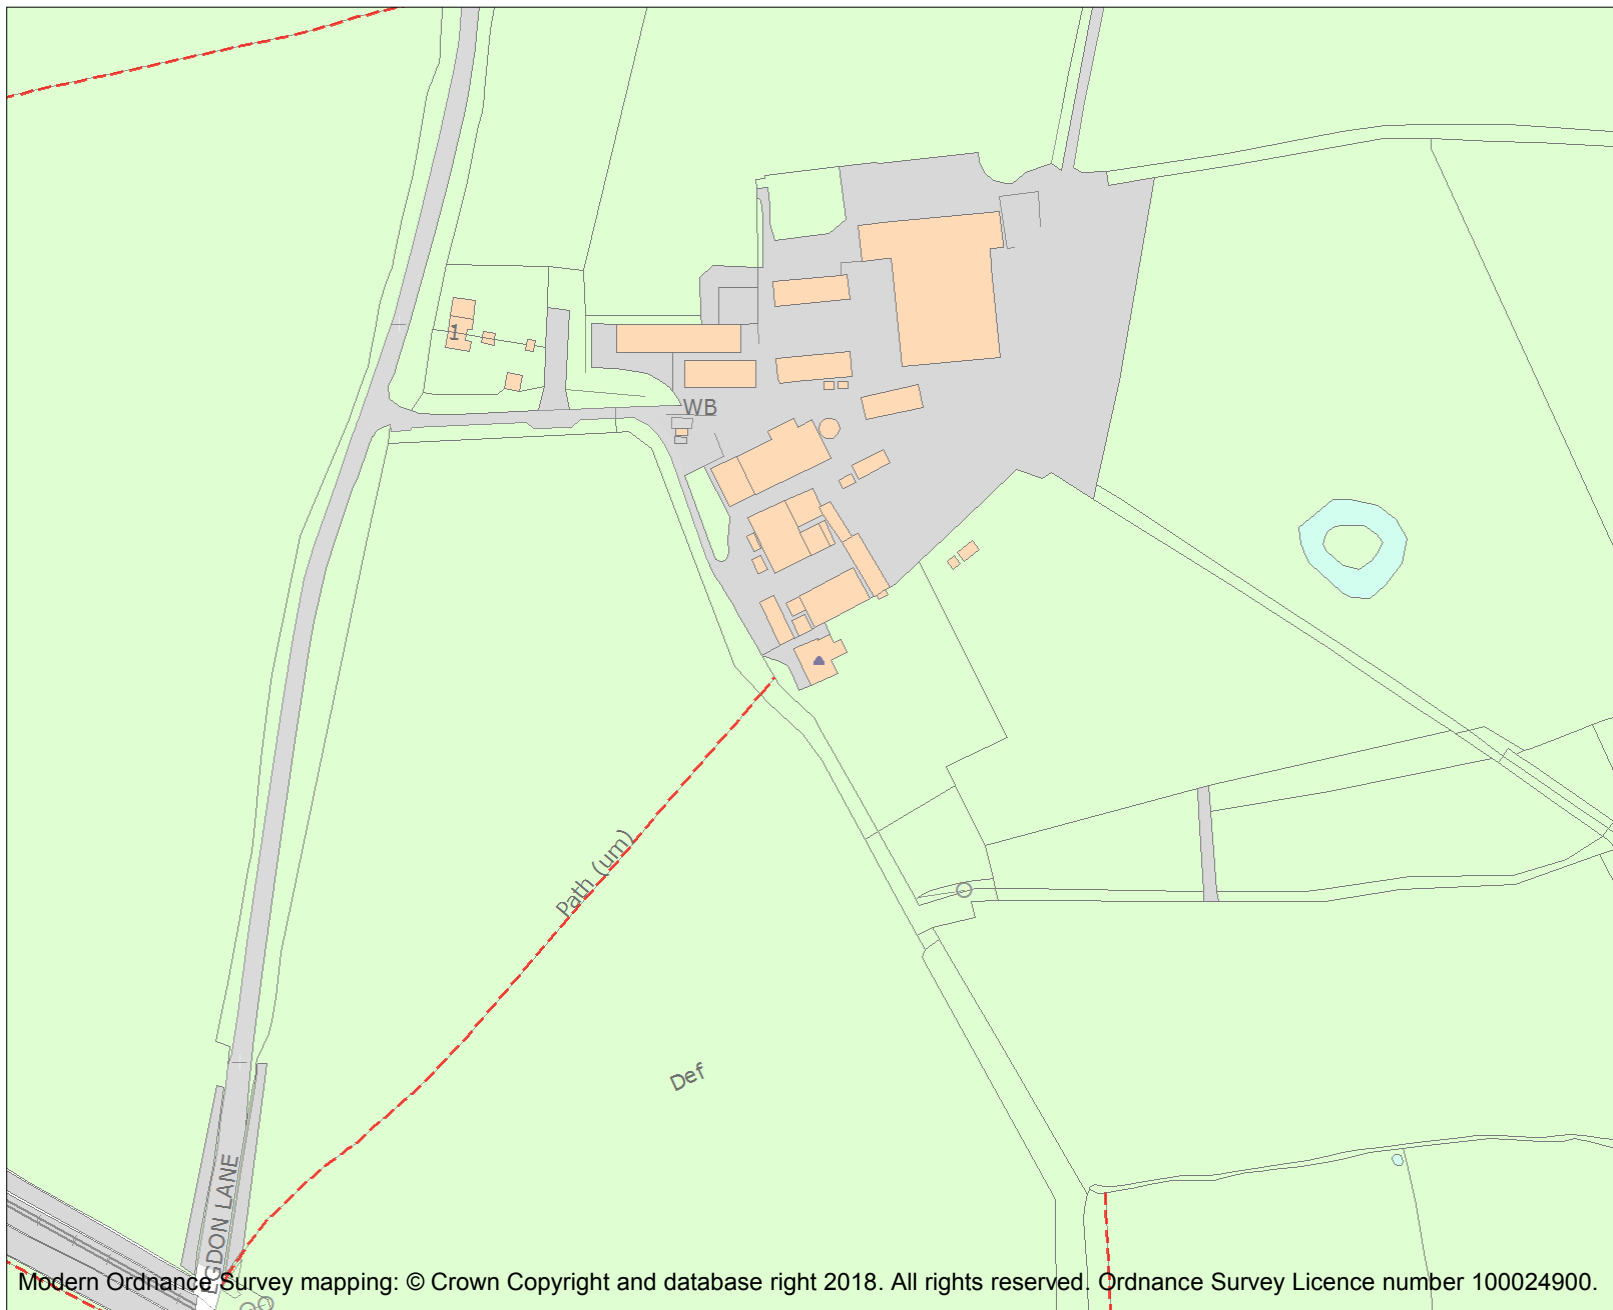 1
WB
Path (um)
Def
GDON LANE
Modern Ordnance Survey mapping: © Crown Copyright and database right 2018. All rights reserved. Ordnance Survey Licence number 100024900.